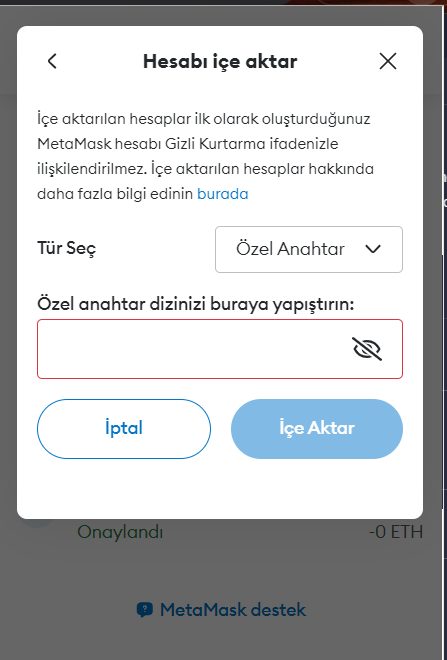 Hesabı içe aktar
İçe aktarılan hesaplar ilk olarak oluşturduğunuz
MetaMask hesabı Gizli Kurtarma ifadenizle
ilişkilendirilmez. İçe aktarılan hesaplar hakkında
daha fazla bilgi edinin burada
Tür Seç
Özel Anahtar
Özel anahtar dizinizi buraya yapıştırın:
İptal
İçe Aktar
Onaylandı
-0 ETH
MetaMask destek